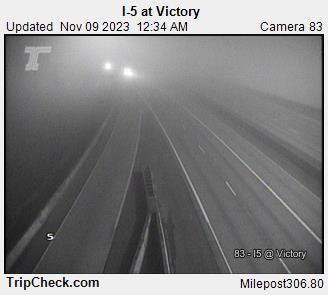 I-5 at Victory
Updated Nov 09 2023 12:34 AM Camera 83
T
S
83 - I5 @ Victory
TripCheck.com Milepost306.80